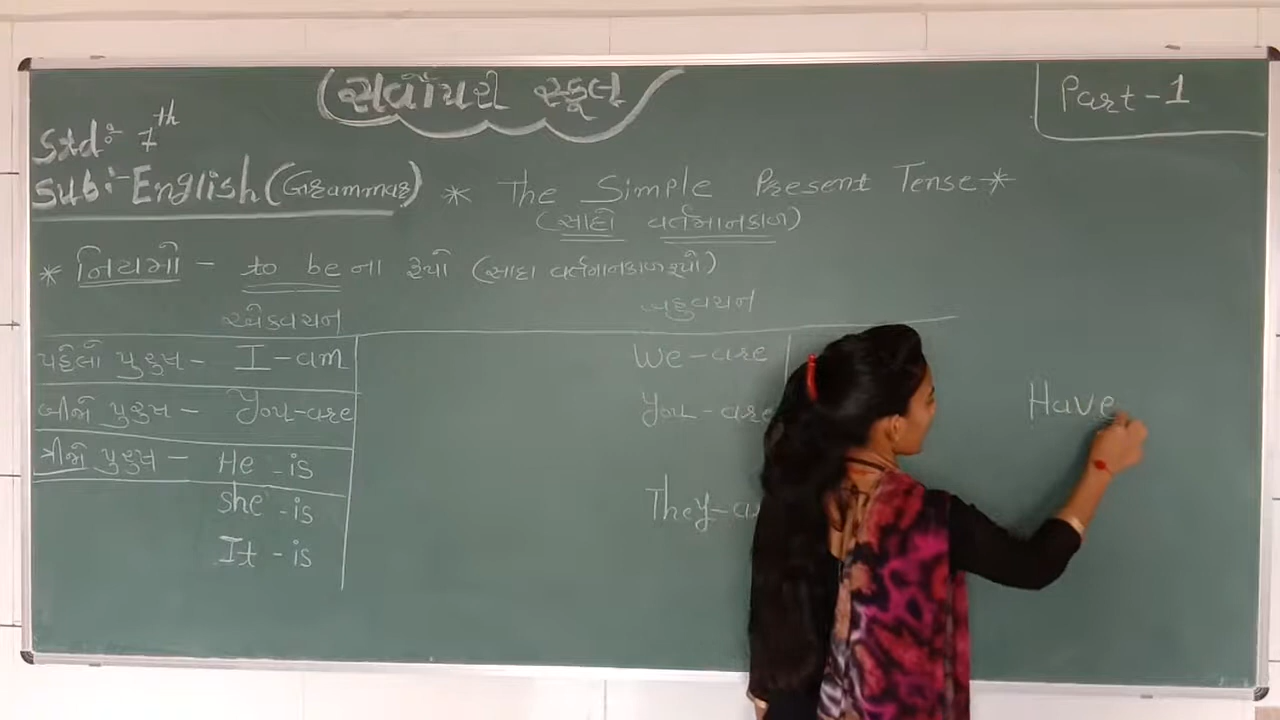 સર્વોપરી સ્કૂલ
Part-1
Std: 7th
Sub:- English (Grammar)
* The Simple Present Tense *
(સાદો વર્તમાનકાળ)
* નિયમો - to be ના રૂપો (સાદા વર્તમાનકાળ રૂપો)
એકવચન બહુવચન
પહેલો પુરુષ - I - am We - are
બીજો પુરુષ - You - are You - are
Have
ત્રીજો પુરુષ - He - is
she - is They - a
It - is